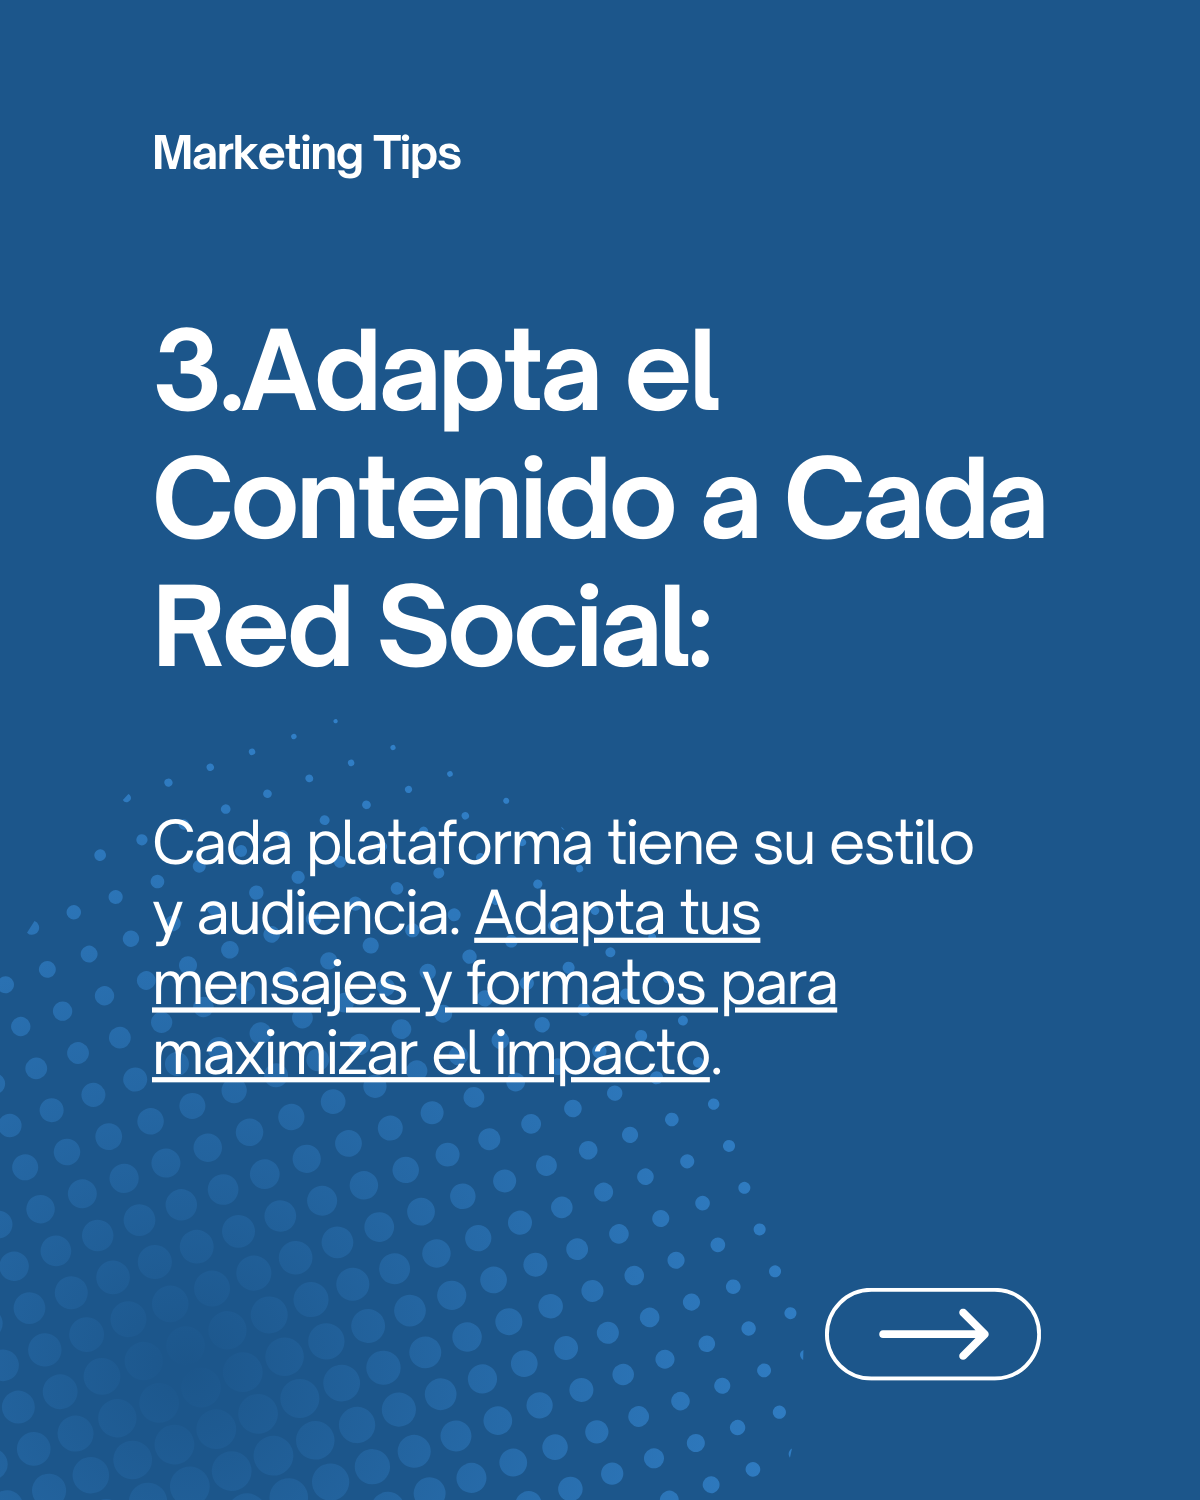 Marketing Tips
3.Adapta el
Contenido a Cada
Red Social:
Cada plataforma tiene su estilo
y audiencia. Adapta tus
mensajes y formatos para
maximizar el impacto.